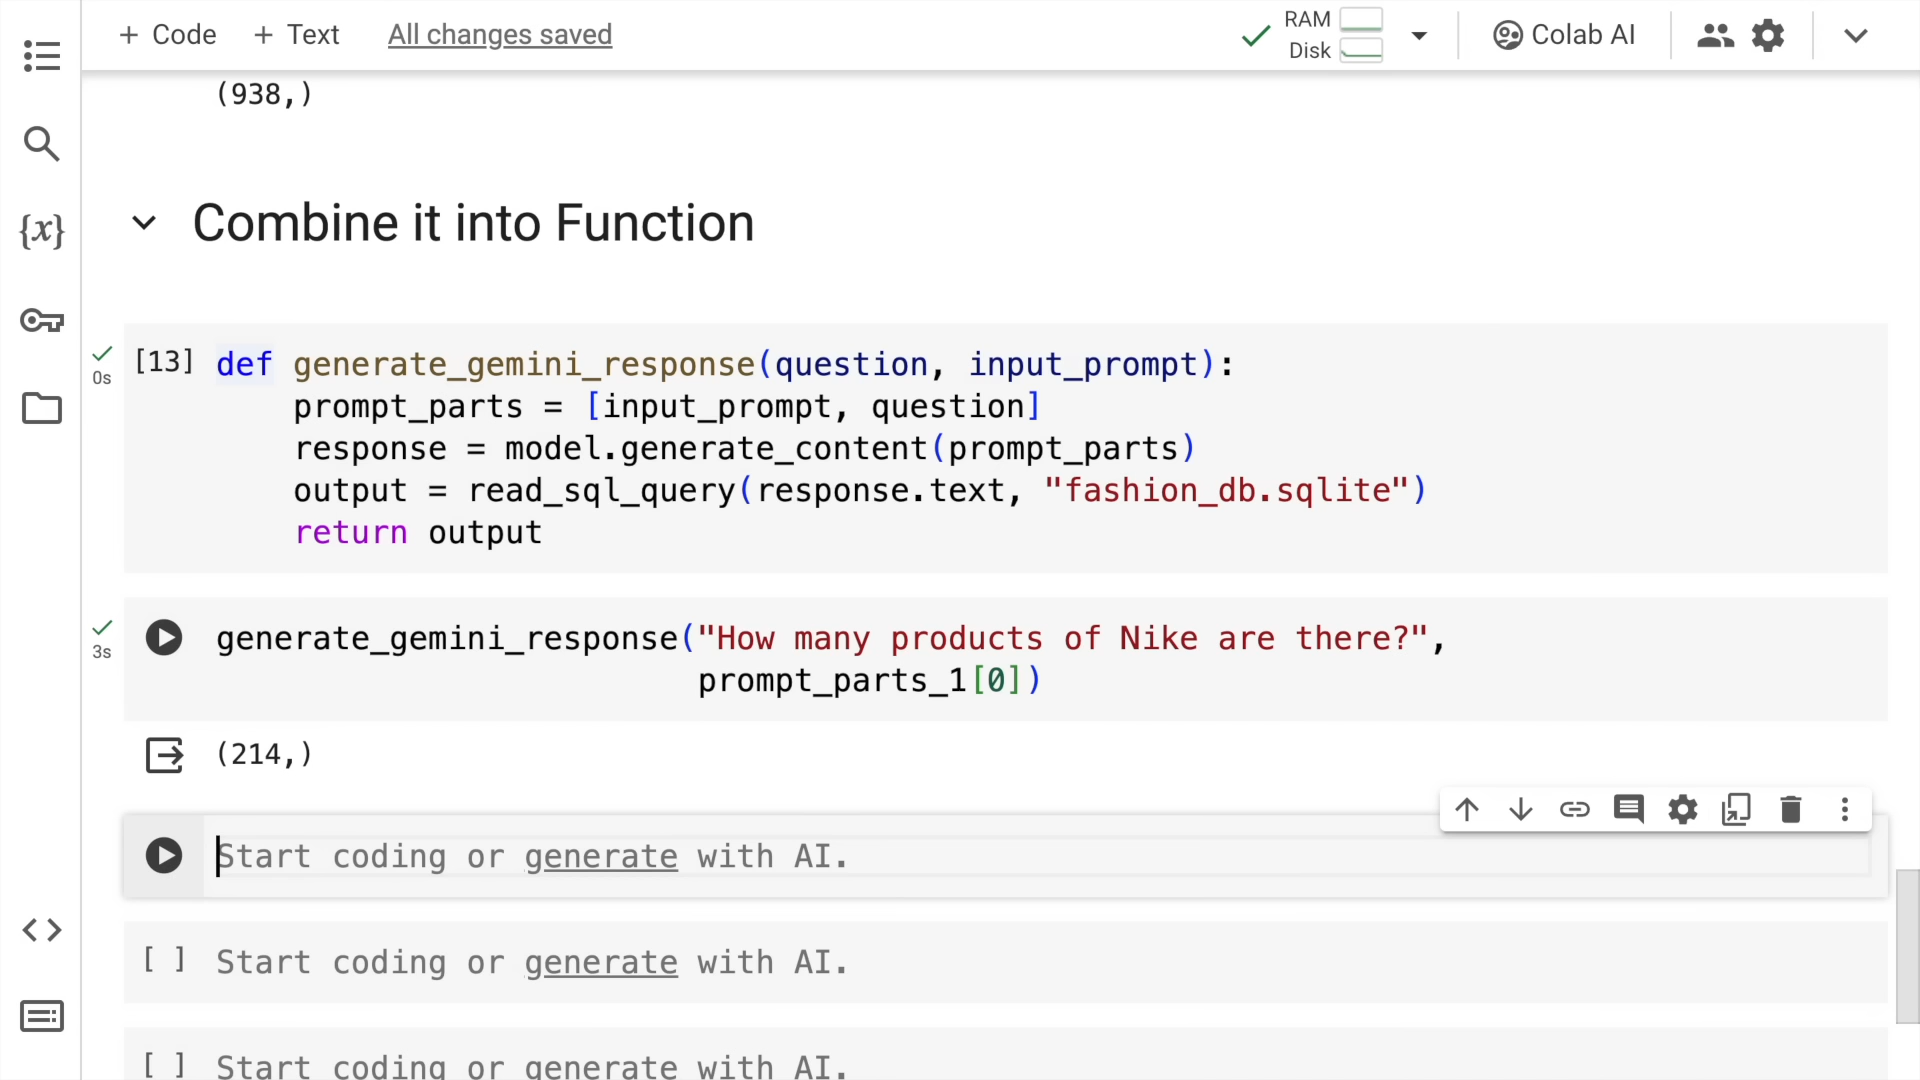 + Code + Text All changes saved RAM Disk Colab AI
(938,)
{x}
Combine it into Function
0s [13] def generate_gemini_response(question, input_prompt):
prompt_parts = [input_prompt, question]
response = model.generate_content(prompt_parts)
output = read_sql_query(response.text, "fashion_db.sqlite")
return output
3s generate_gemini_response("How many products of Nike are there?",
prompt_parts_1[0])
(214,)
Start coding or generate with AI.
[ ] Start coding or generate with AI.
[ ] Start coding or generate with AI.